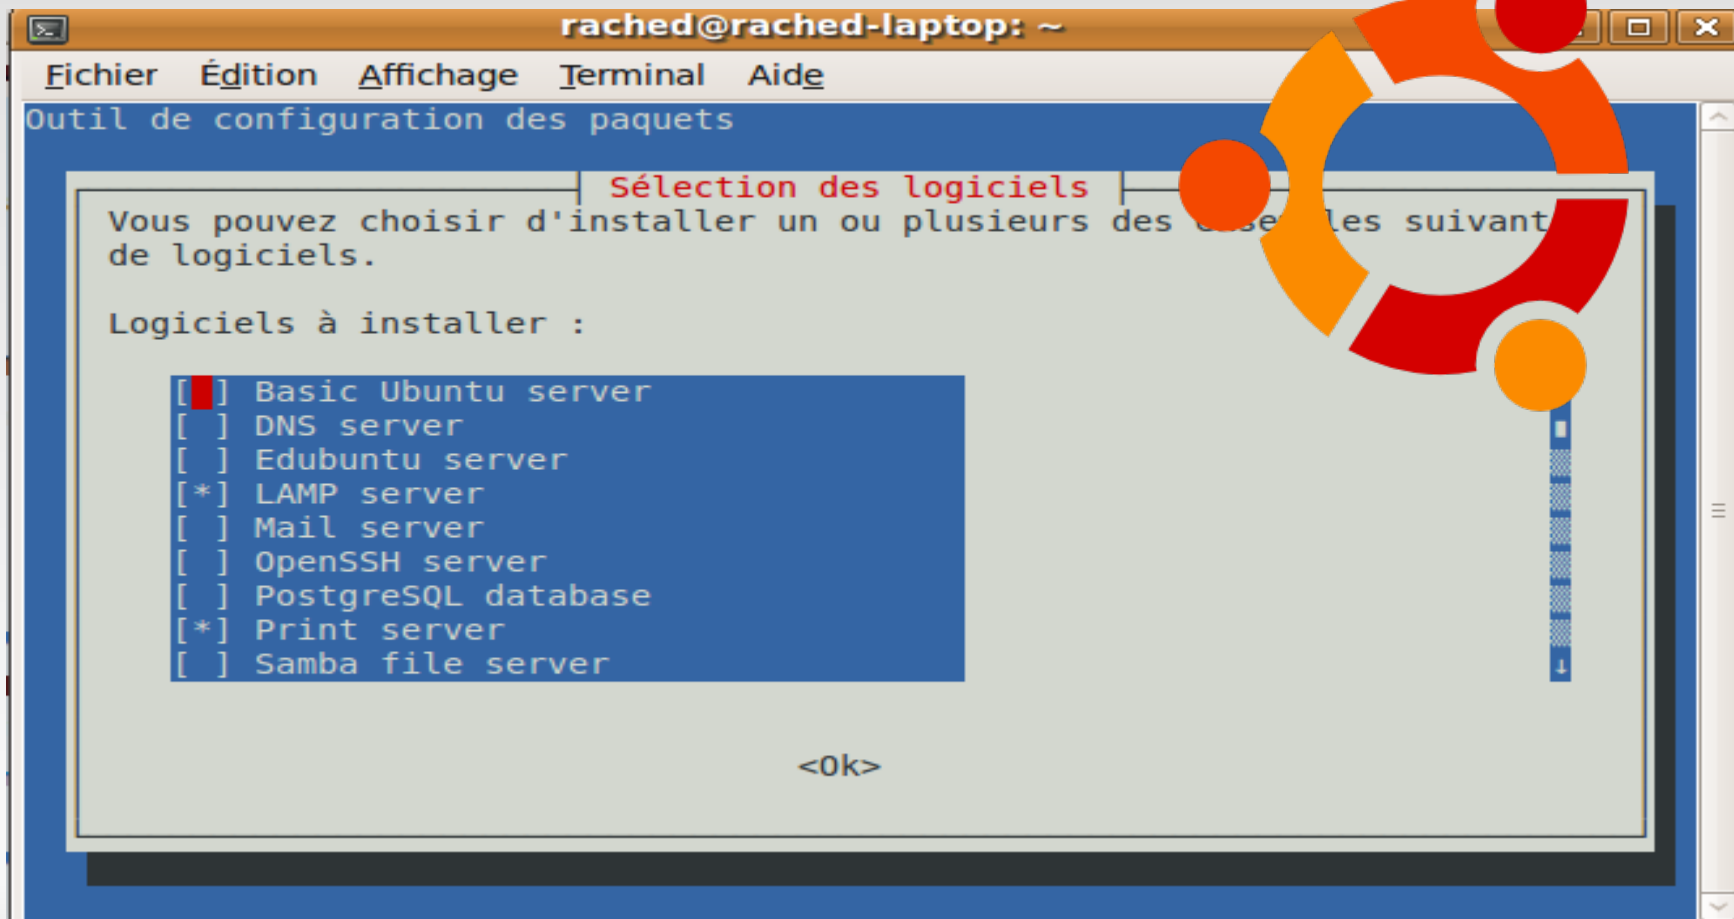 rached@rached-laptop: ~
Fichier Édition Affichage Terminal Aide
Outil de configuration des paquets
Sélection des logiciels
Vous pouvez choisir d'installer un ou plusieurs des les suivant
de logiciels.
Logiciels à installer :
[ ] Basic Ubuntu server
[ ] DNS server
[ ] Edubuntu server
[*] LAMP server
[ ] Mail server
[ ] OpenSSH server
[ ] PostgreSQL database
[*] Print server
[ ] Samba file server
<Ok>